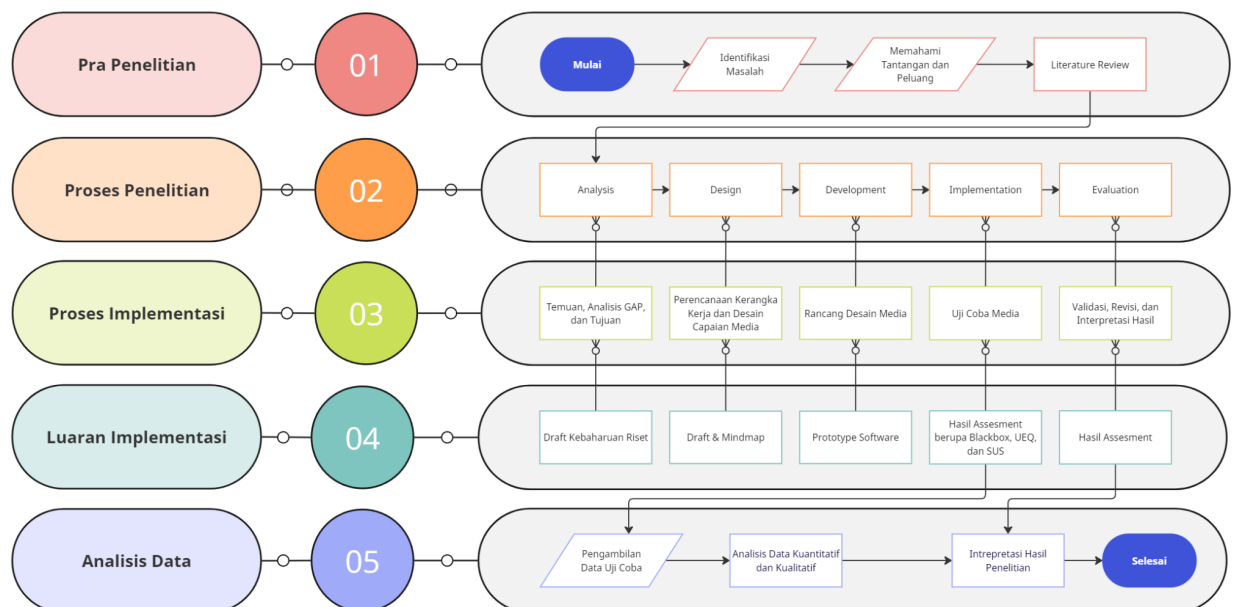 Pra Penelitian
01
Mulai
Identifikasi
Masalah
Memahami
Tantangan dan
Peluang
Literature Review
Proses Penelitian
02
Analysis
Design
Development
Implementation
Evaluation
Proses Implementasi
03
Temuan, Analisis GAP,
dan Tujuan
Perencanaan Kerangka
Kerja dan Desain
Capaian Media
Rancang Desain Media
Uji Coba Media
Validasi, Revisi, dan
Interpretasi Hasil
Luaran Implementasi
04
Draft Kebaharuan Riset
Draft & Mindmap
Prototype Software
Hasil Assesment
berupa Blackbox, UEQ,
dan SUS
Hasil Assesment
Analisis Data
05
Pengambilan
Data Uji Coba
Analisis Data Kuantitatif
dan Kualitatif
Intrepretasi Hasil
Penelitian
Selesai